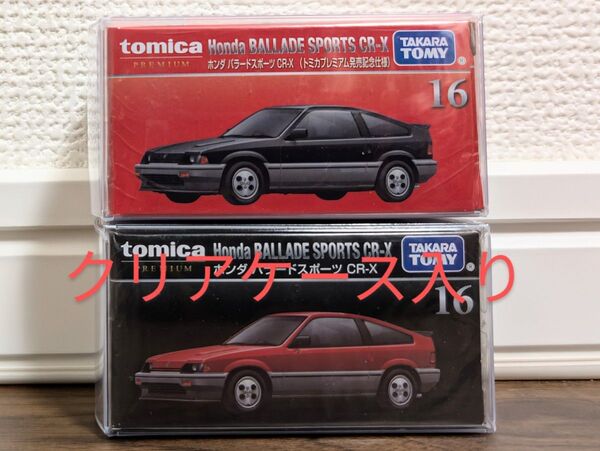 tomica
PREMIUM
Honda BALLADE SPORTS CR-X
ホンダ バラードスポーツ CR-X（トミカプレミアム発売記念仕様）
TAKARA
TOMY
16
tomica
PREMIUM
Honda BALLADE SPORTS CR-X
ホンダ バラードスポーツ CR-X
TAKARA
TOMY
クリアケース入り
16